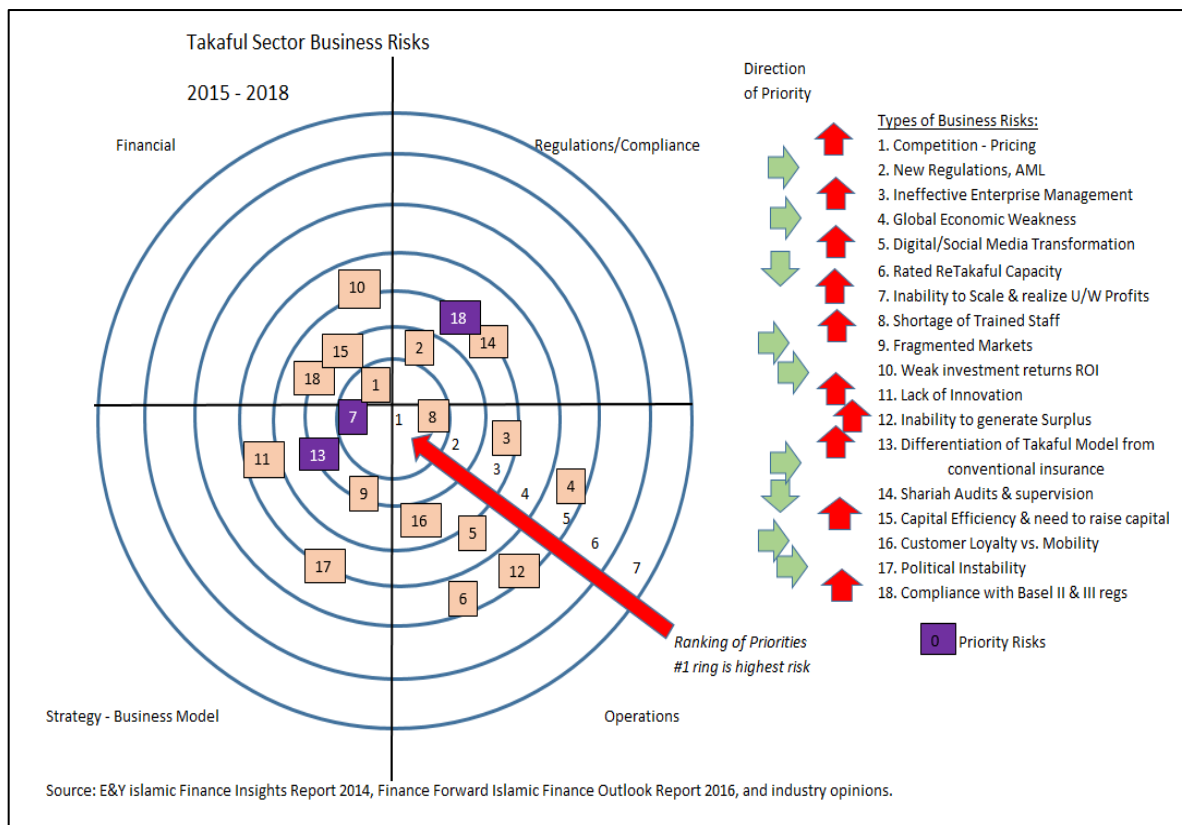 Takaful Sector Business Risks
2015 - 2018
Financial
Regulations/Compliance
10
18
14
2
15
18
1
7
1
8
2
3
13
11
3
9
4
4
16
5
5
6
17
12
7
6
Ranking of Priorities
#1 ring is highest risk
Strategy - Business Model
Operations
Direction
of Priority
Types of Business Risks:
1. Competition - Pricing
2. New Regulations, AML
3. Ineffective Enterprise Management
4. Global Economic Weakness
5. Digital/Social Media Transformation
6. Rated ReTakaful Capacity
7. Inability to Scale & realize U/W Profits
8. Shortage of Trained Staff
9. Fragmented Markets
10. Weak investment returns ROI
11. Lack of Innovation
12. Inability to generate Surplus
13. Differentiation of Takaful Model from
conventional insurance
14. Shariah Audits & supervision
15. Capital Efficiency & need to raise capital
16. Customer Loyalty vs. Mobility
17. Political Instability
18. Compliance with Basel II & III regs
0 Priority Risks
Source: E&Y islamic Finance Insights Report 2014, Finance Forward Islamic Finance Outlook Report 2016, and industry opinions.